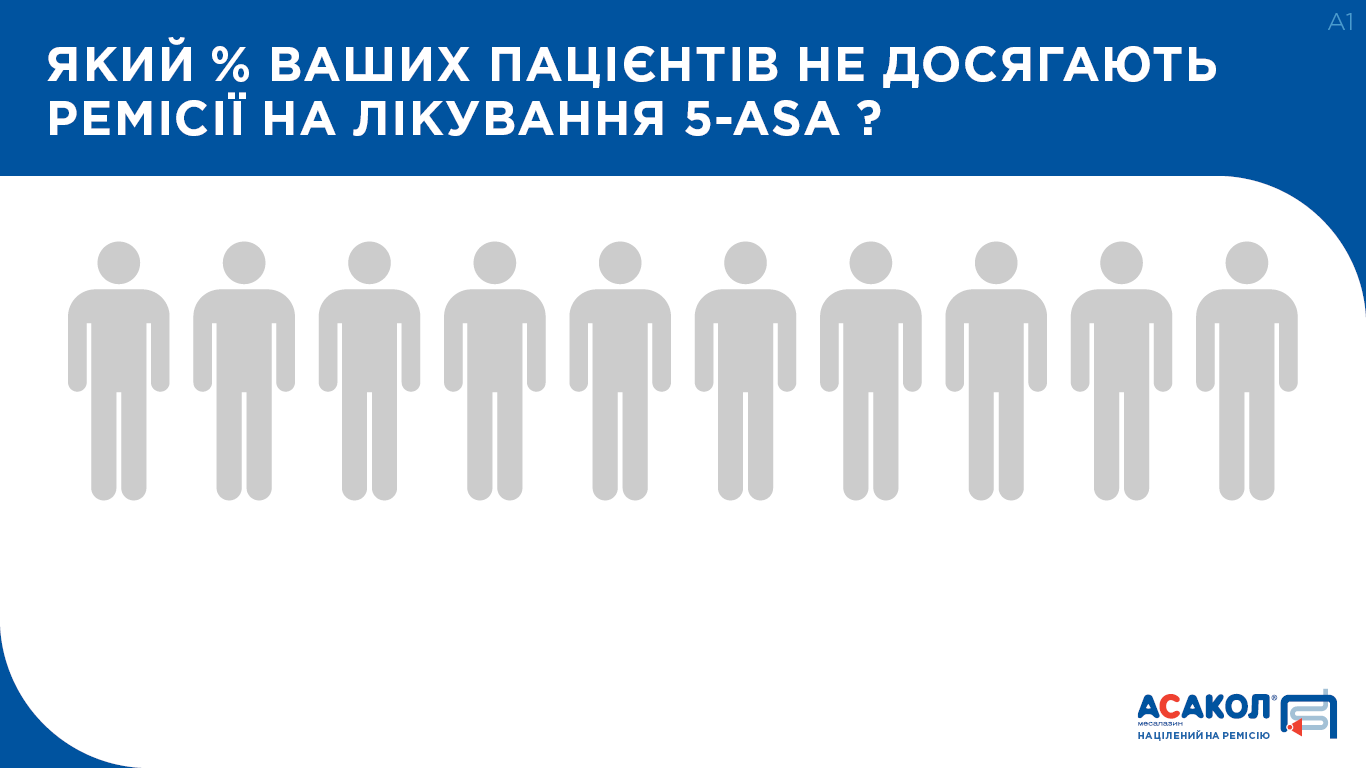 A1
ЯКИЙ % ВАШИХ ПАЦІЄНТІВ НЕ ДОСЯГАЮТЬ
РЕМІСІЇ НА ЛІКУВАННЯ 5-ASA ?
АСАКОЛ®
месалазин
НАЦІЛЕНИЙ НА РЕМІСІЮ